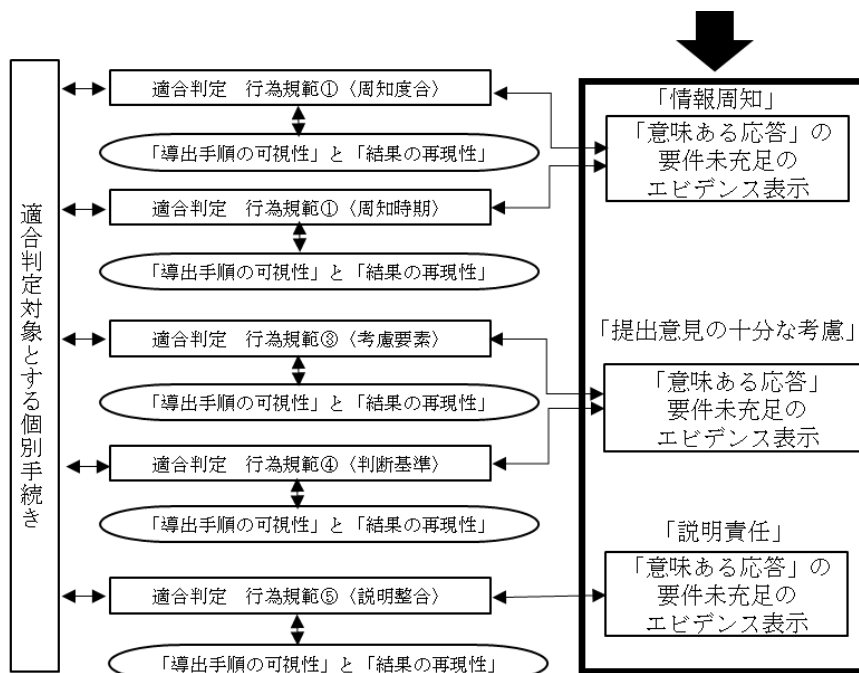 適合判定対象とする個別手続き
適合判定　行為規範①〈周知度合〉
「導出手順の可視性」と「結果の再現性」
適合判定　行為規範①〈周知時期〉
「導出手順の可視性」と「結果の再現性」
適合判定　行為規範③〈考慮要素〉
「導出手順の可視性」と「結果の再現性」
適合判定　行為規範④〈判断基準〉
「導出手順の可視性」と「結果の再現性」
適合判定　行為規範⑤〈説明整合〉
「導出手順の可視性」と「結果の再現性」
「情報周知」
「意味ある応答」の
要件未充足の
エビデンス表示
「提出意見の十分な考慮」
「意味ある応答」
要件未充足の
エビデンス表示
「説明責任」
「意味ある応答」の
要件未充足の
エビデンス表示